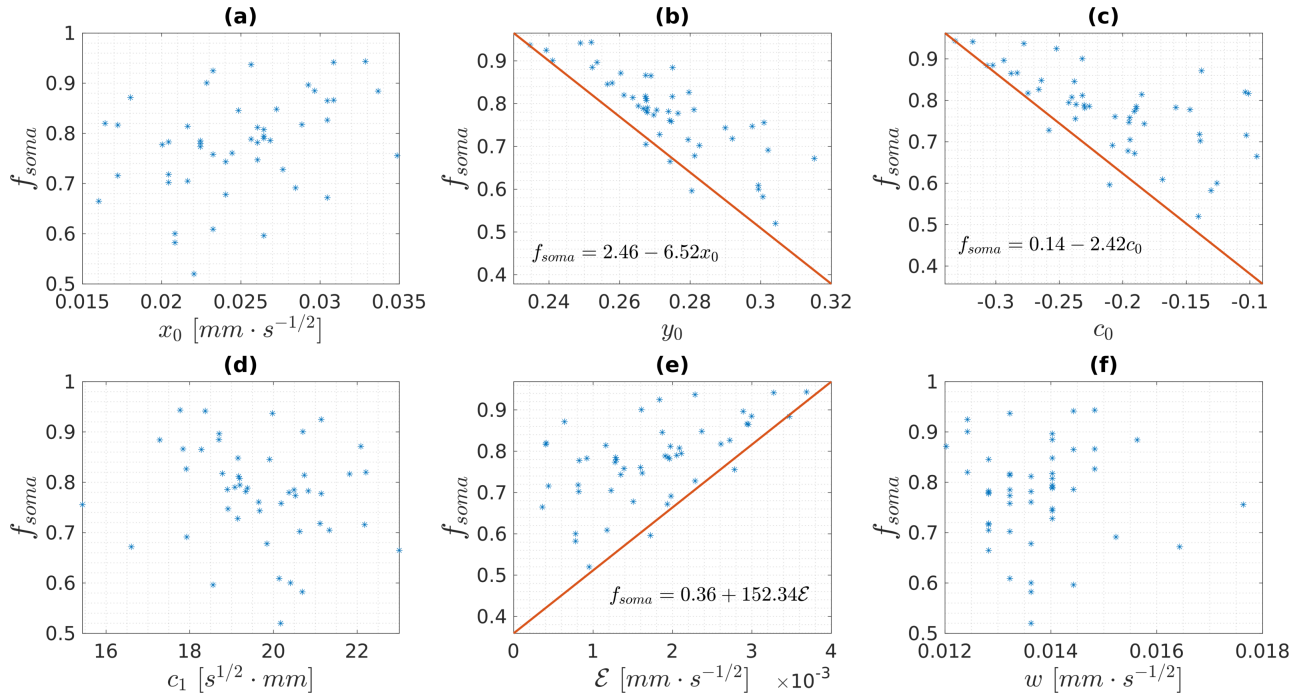 (a)
1
0.9
0.8
0.7
0.6
0.5
f_soma
0.015 0.02 0.025 0.03 0.035
x_0 [mm · s^{-1/2}]
(b)
0.9
0.8
0.7
0.6
0.5
0.4
f_soma
f_soma = 2.46 − 6.52x_0
0.24 0.26 0.28 0.3 0.32
y_0
(c)
0.9
0.8
0.7
0.6
0.5
0.4
f_soma
f_soma = 0.14 − 2.42c_0
-0.3 -0.25 -0.2 -0.15 -0.1
c_0
(d)
1
0.9
0.8
0.7
0.6
0.5
f_soma
16 18 20 22
c_1 [s^{1/2} · mm]
(e)
0.9
0.8
0.7
0.6
0.5
0.4
f_soma
f_soma = 0.36 + 152.34ℰ
0 1 2 3 4
ℰ [mm · s^{-1/2}] ×10^{-3}
(f)
1
0.9
0.8
0.7
0.6
0.5
f_soma
0.012 0.014 0.016 0.018
w [mm · s^{-1/2}]